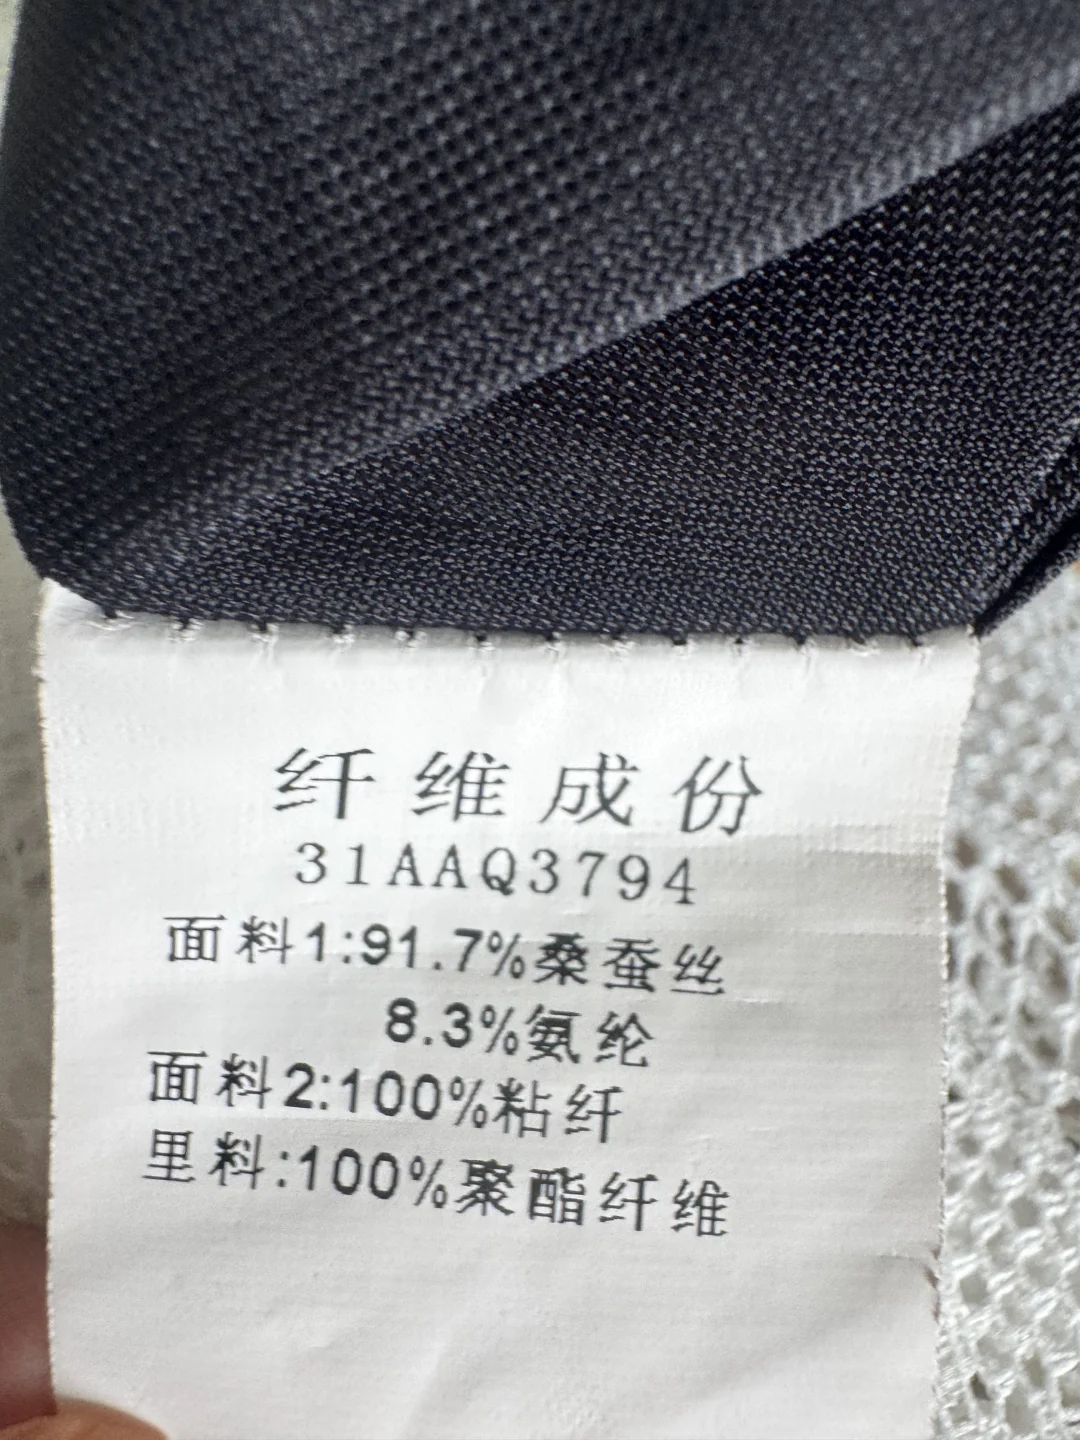 纤维成份
31AAQ3794
面料1:91.7%桑蚕丝
8.3%氨纶
面料2:100%粘纤
里料:100%聚酯纤维